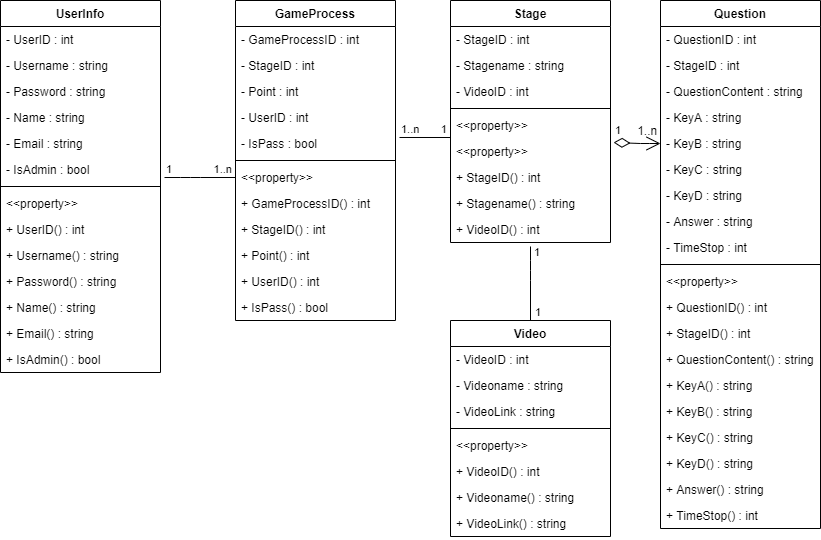 UserInfo
- UserID : int
- Username : string
- Password : string
- Name : string
- Email : string
- IsAdmin : bool
<<property>>
+ UserID() : int
+ Username() : string
+ Password() : string
+ Name() : string
+ Email() : string
+ IsAdmin() : bool
1
1..n
GameProcess
- GameProcessID : int
- StageID : int
- Point : int
- UserID : int
- IsPass : bool
<<property>>
+ GameProcessID() : int
+ StageID() : int
+ Point() : int
+ UserID() : int
+ IsPass() : bool
1..n
1
Stage
- StageID : int
- Stagename : string
- VideoID : int
<<property>>
<<property>>
+ StageID() : int
+ Stagename() : string
+ VideoID() : int
1
1
Video
- VideoID : int
- Videoname : string
- VideoLink : string
<<property>>
+ VideoID() : int
+ Videoname() : string
+ VideoLink() : string
1
1..n
Question
- QuestionID : int
- StageID : int
- QuestionContent : string
- KeyA : string
- KeyB : string
- KeyC : string
- KeyD : string
- Answer : string
- TimeStop : int
<<property>>
+ QuestionID() : int
+ StageID() : int
+ QuestionContent() : string
+ KeyA() : string
+ KeyB() : string
+ KeyC() : string
+ KeyD() : string
+ Answer() : string
+ TimeStop() : int